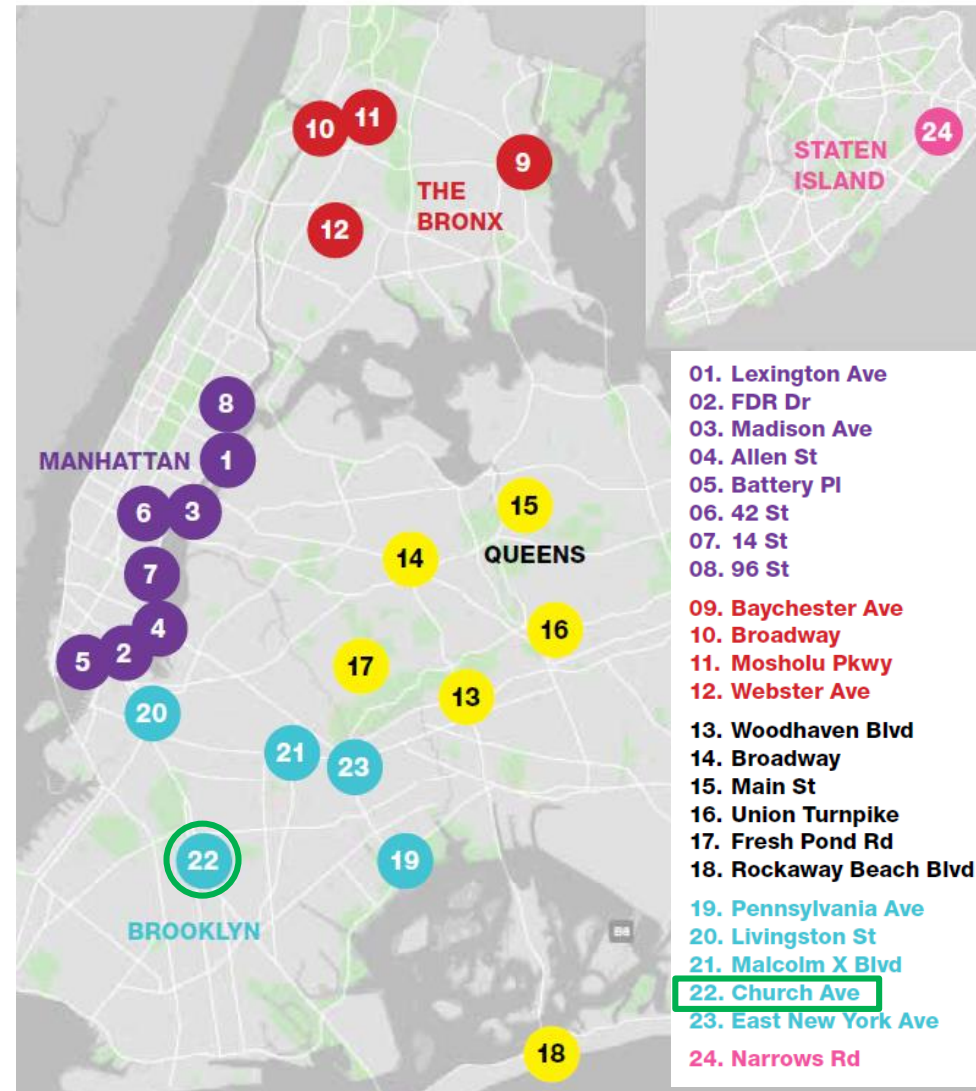 10
11
9
12
THE
BRONX
24
STATEN
ISLAND
8
MANHATTAN
1
6
3
15
14
QUEENS
7
4
16
5
2
17
13
20
21
23
22
19
BROOKLYN
18
01. Lexington Ave
02. FDR Dr
03. Madison Ave
04. Allen St
05. Battery Pl
06. 42 St
07. 14 St
08. 96 St
09. Baychester Ave
10. Broadway
11. Mosholu Pkwy
12. Webster Ave
13. Woodhaven Blvd
14. Broadway
15. Main St
16. Union Turnpike
17. Fresh Pond Rd
18. Rockaway Beach Blvd
19. Pennsylvania Ave
20. Livingston St
21. Malcolm X Blvd
22. Church Ave
23. East New York Ave
24. Narrows Rd